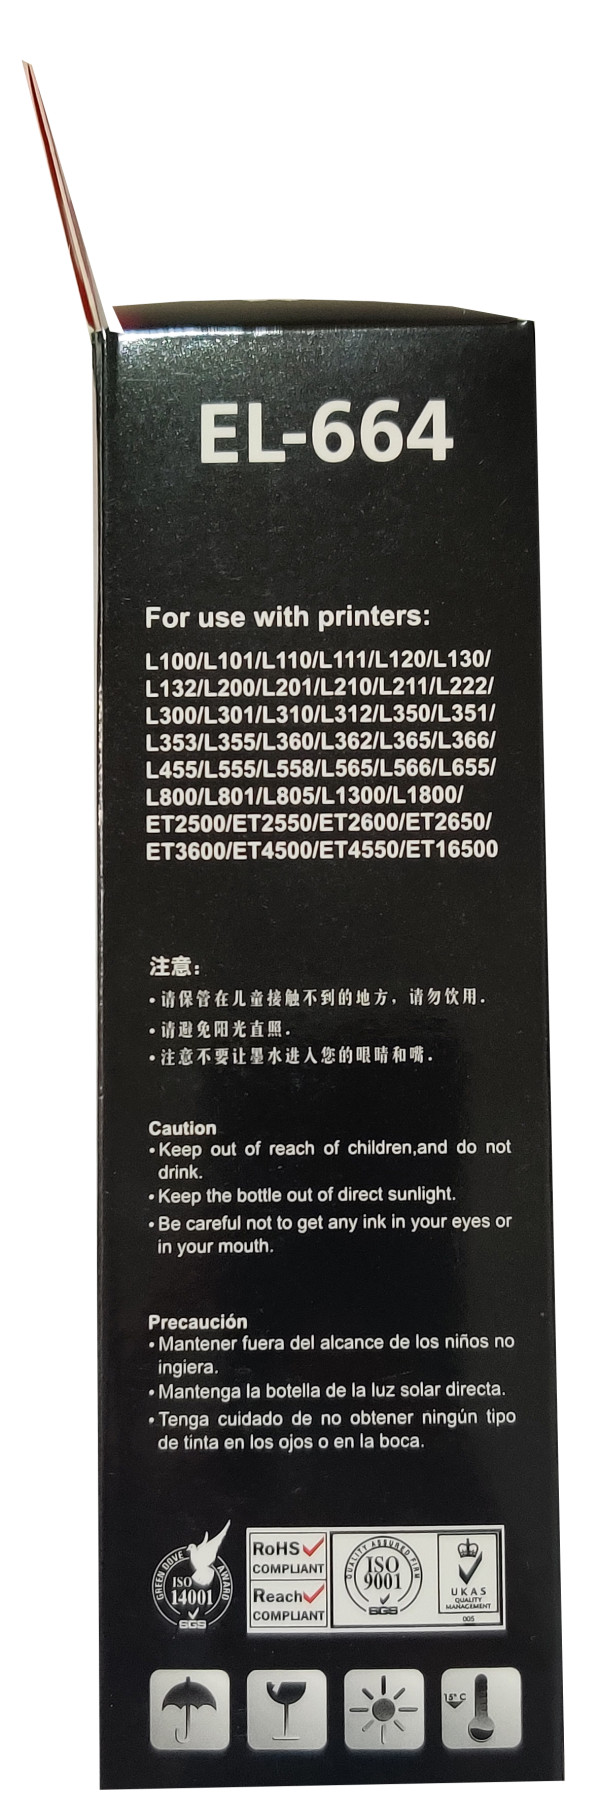 EL-664
For use with printers:
L100/L101/L110/L111/L120/L130/
L132/L200/L201/L210/L211/L222/
L300/L301/L310/L312/L350/L351/
L353/L355/L360/L362/L365/L366/
L455/L555/L558/L565/L566/L655/
L800/L801/L805/L1300/L1800/
ET2500/ET2550/ET2600/ET2650/
ET3600/ET4500/ET4550/ET16500
注意：
•请保管在儿童接触不到的地方，请勿饮用.
•请避免阳光直照.
•注意不要让墨水进入您的眼睛和嘴.
Caution
•Keep out of reach of children,and do not
drink.
•Keep the bottle out of direct sunlight.
•Be careful not to get any ink in your eyes or
in your mouth.
Precaución
•Mantener fuera del alcance de los niños no
ingiera.
•Mantenga la botella de la luz solar directa.
•Tenga cuidado de no obtener ningún tipo
de tinta en los ojos o en la boca.
GREEN DOVE AWARD
ISO
14001
SGS
RoHS
COMPLIANT
Reach
COMPLIANT
QUALITY ASSURED FIRM
ISO
9001
SGS
UKAS
QUALITY
MANAGEMENT
005
15° C